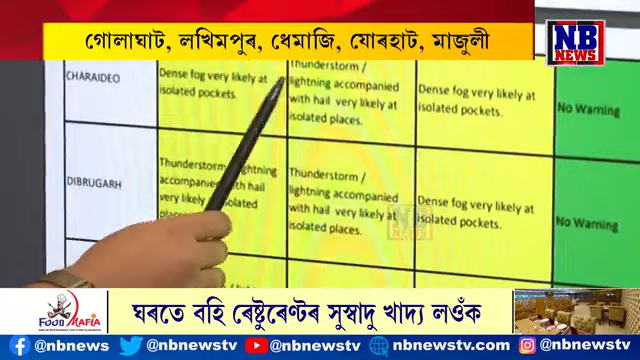 গোলাঘাট, লখিমপুৰ, ধেমাজি, যোৰহাট, মাজুলী
NB
NEWS
CHARAIDEO
Dense fog very likely at
isolated pockets.
Thunderstorm /
lightning accompanied
with hail very likely at
isolated places.
Dense fog very likely at
isolated pockets.
No Warning
DIBRUGARH
Thunderstorm / lightning
accompanied with hail
very likely at isolated
Thunderstorm /
lightning accompanied
with hail very likely at
isolated places.
Dense fog very likely at
isolated pockets.
No Warning
NB
NEWS
FOOD MAFIA
ঘৰতে বহি ৰেষ্টুৰেণ্টৰ সুস্বাদু খাদ্য লওঁক
/nbnewstv /nbnewstv /nbnewstv /nbnewstv